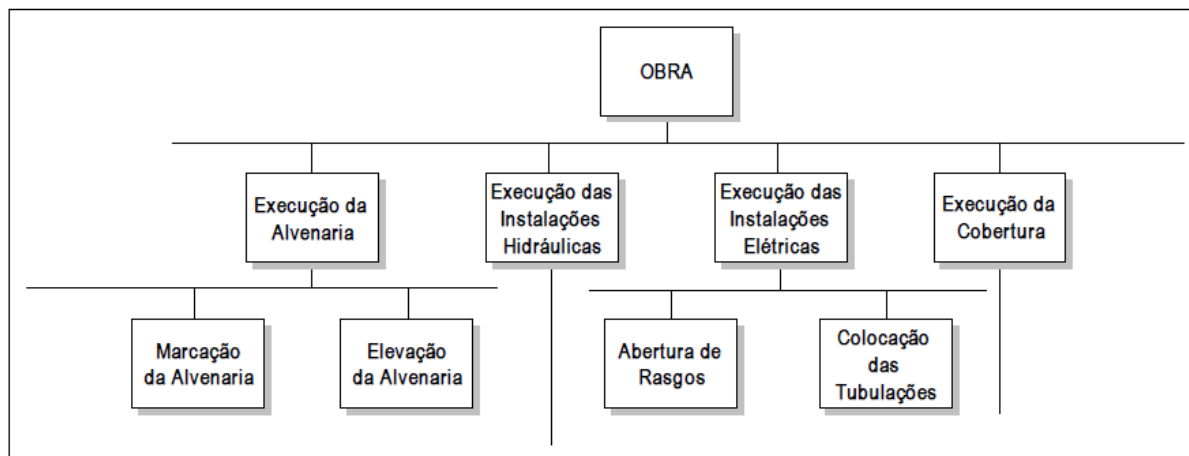 OBRA
Execução da
Alvenaria
Execução das
Instalações
Hidráulicas
Execução das
Instalações
Elétricas
Execução da
Cobertura
Marcação
da Alvenaria
Elevação
da Alvenaria
Abertura de
Rasgos
Colocação
das
Tubulações